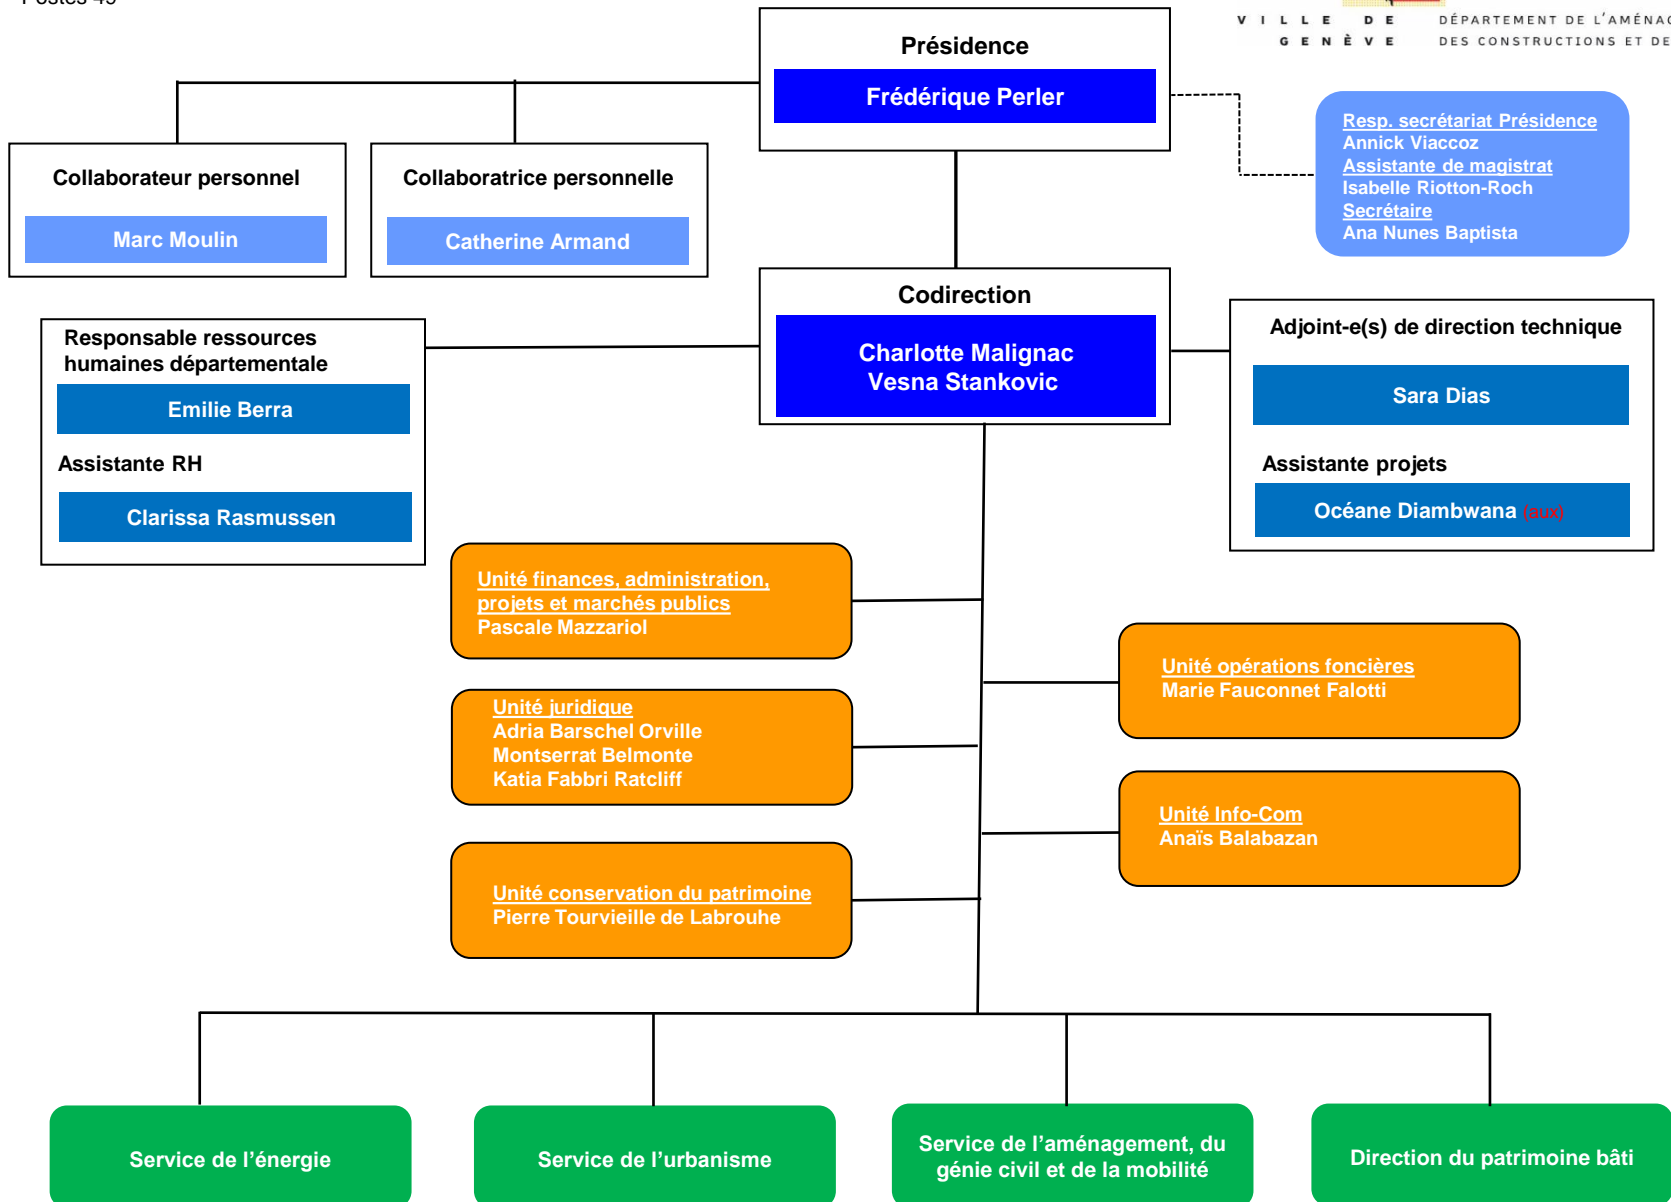 Postes 49
VILLE DE
GENÈVE
DÉPARTEMENT DE L'AMÉNAG
DES CONSTRUCTIONS ET DE
Présidence
Frédérique Perler
Resp. secrétariat Présidence
Annick Viaccoz
Assistante de magistrat
Isabelle Riotton-Roch
Secrétaire
Ana Nunes Baptista
Collaborateur personnel
Marc Moulin
Collaboratrice personnelle
Catherine Armand
Codirection
Charlotte Malignac
Vesna Stankovic
Responsable ressources
humaines départementale
Emilie Berra
Assistante RH
Clarissa Rasmussen
Adjoint-e(s) de direction technique
Sara Dias
Assistante projets
Océane Diambwana (aux)
Unité finances, administration,
projets et marchés publics
Pascale Mazzariol
Unité opérations foncières
Marie Fauconnet Falotti
Unité juridique
Adria Barschel Orville
Montserrat Belmonte
Katia Fabbri Ratcliff
Unité Info-Com
Anaïs Balabazan
Unité conservation du patrimoine
Pierre Tourvieille de Labrouhe
Service de l'énergie
Service de l'urbanisme
Service de l'aménagement, du
génie civil et de la mobilité
Direction du patrimoine bâti